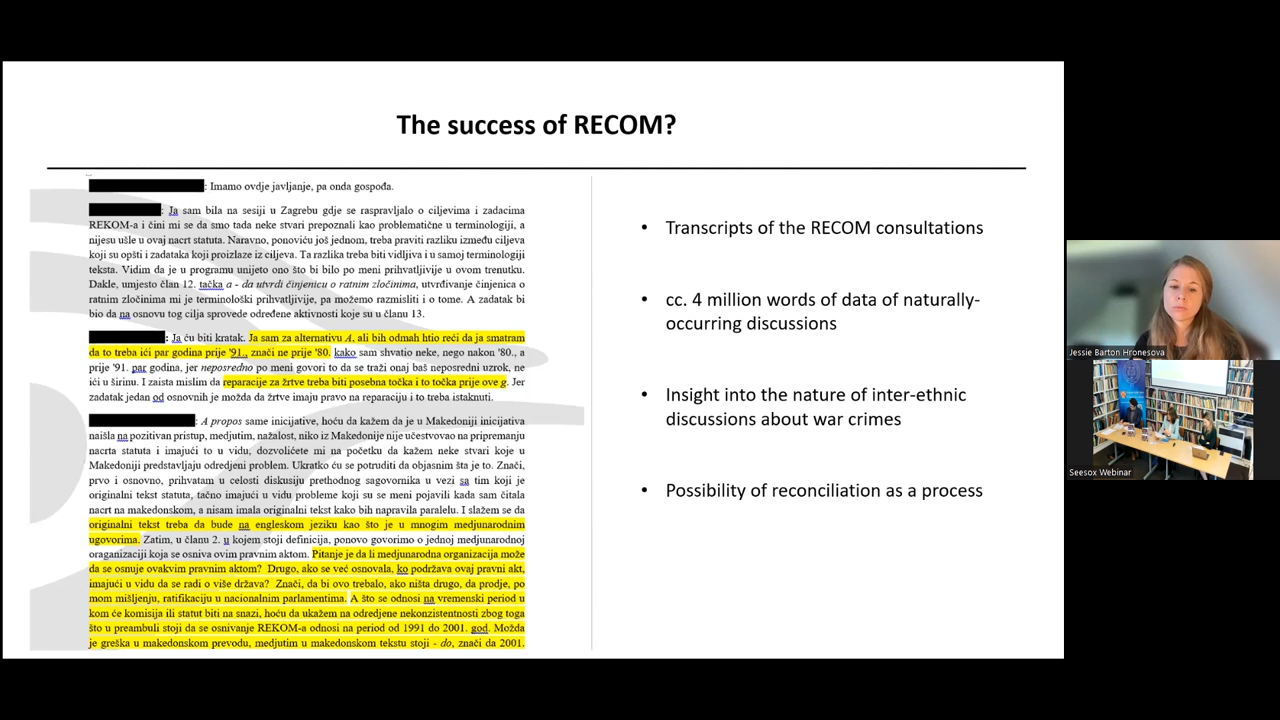 The success of RECOM?
: Imamo ovdje javljanje, pa onda gospođa.
: Ja sam bila na sesiji u Zagrebu gdje se raspravljalo o ciljevima i zadacima
REKOM-a i čini mi se da smo tada neke stvari prepoznali kao problematične u terminologiji, a
nijesu ušle u ovaj nacrt statuta. Naravno, ponoviću još jednom, treba praviti razliku između ciljeva
koji su opšti i zadataka koji proizlaze iz ciljeva. Ta razlika treba biti vidljiva i u samoj terminologiji
teksta. Vidim da je u programu unijeto ono što bi bilo po meni prihvatljivije u ovom trenutku.
Dakle, umjesto član 12. tačka a - da utvrdi činjenicu o ratnim zločinima, utvrđivanje činjenica o
ratnim zločinima mi je terminološki prihvatljivije, pa možemo razmisliti i o tome. A zadatak bi
bio da na osnovu tog cilja sprovede određene aktivnosti koje su u članu 13.
: Ja ću biti kratak. Ja sam za alternativu A, ali bih odmah htio reći da ja smatram
da to treba ići par godina prije '91., znači ne prije '80. kako sam shvatio neke, nego nakon '80., a
prije '91. par godina, jer neposredno po meni govori to da se traži onaj baš neposredni uzrok, ne
ići u širinu. I zaista mislim da reparacije za žrtve treba biti posebna točka i to točka prije ove g. Jer
zadatak jedan od osnovnih je možda da žrtve imaju pravo na reparaciju i to treba istaknuti.
: A propos same inicijative, hoću da kažem da je u Makedoniji inicijativa
naišla na pozitivan pristup, medjutim, nažalost, niko iz Makedonije nije učestvovao na pripremanju
nacrta statuta i imajući to u vidu, dozvolićete mi na početku da kažem neke stvari koje u
Makedoniji predstavljaju odredjeni problem. Ukratko ću se potruditi da objasnim šta je to. Znači,
prvo i osnovno, prihvatam u celosti diskusiju prethodnog sagovornika u vezi sa tim koji je
originalni tekst statuta, tačno imajući u vidu probleme koji su se meni pojavili kada sam čitala
nacrt na makedonskom, a nisam imala originalni tekst kako bih napravila paralelu. I slažem se da
originalni tekst treba da bude na engleskom jeziku kao što je u mnogim medjunarodnim
ugovorima. Zatim, u članu 2. u kojem stoji definicija, ponovo govorimo o jednoj medjunarodnoj
oraganizaciji koja se osniva ovim pravnim aktom. Pitanje je da li medjunarodna organizacija može
da se osnuje ovakvim pravnim aktom? Drugo, ako se već osnovala, ko podržava ovaj pravni akt,
imajući u vidu da se radi o više država? Znači, da bi ovo trebalo, ako ništa drugo, da prodje, po
mom mišljenju, ratifikaciju u nacionalnim parlamentima. A što se odnosi na vremenski period u
kom će komisija ili statut biti na snazi, hoću da ukažem na odredjene nekonzistentnosti zbog toga
što u preambuli stoji da se osnivanje REKOM-a odnosi na period od 1991 do 2001. god. Možda
je greška u makedonskom prevodu, medjutim u makedonskom tekstu stoji - do, znači da 2001.
• Transcripts of the RECOM consultations
• cc. 4 million words of data of naturally-
occurring discussions
• Insight into the nature of inter-ethnic
discussions about war crimes
• Possibility of reconciliation as a process
Jessie Barton Hronesova
Seesox Webinar